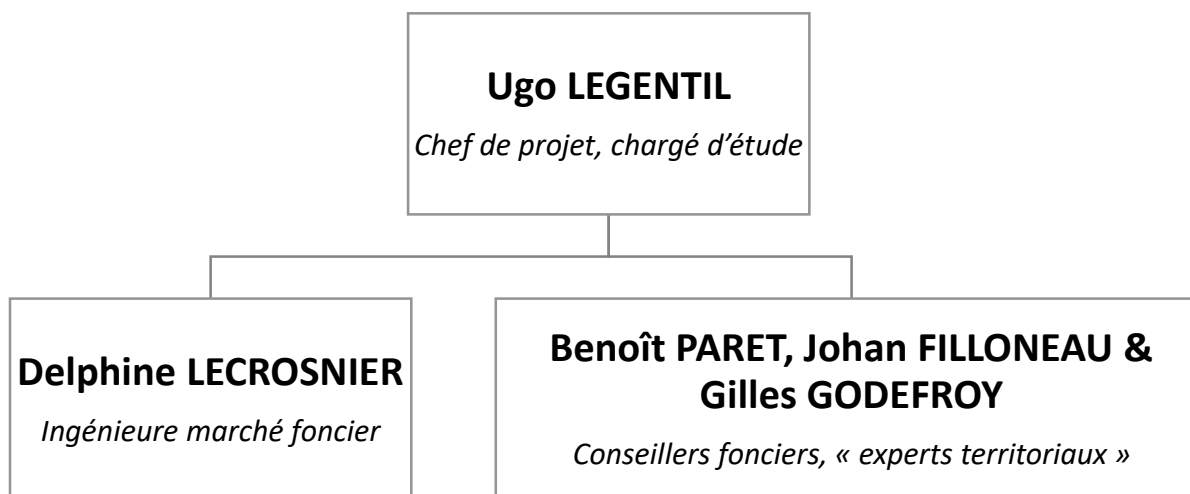 Ugo LEGENTIL
Chef de projet, chargé d’étude
Delphine LECROSNIER
Ingénieure marché foncier
Benoît PARET, Johan FILLONEAU &
Gilles GODEFROY
Conseillers fonciers, « experts territoriaux »